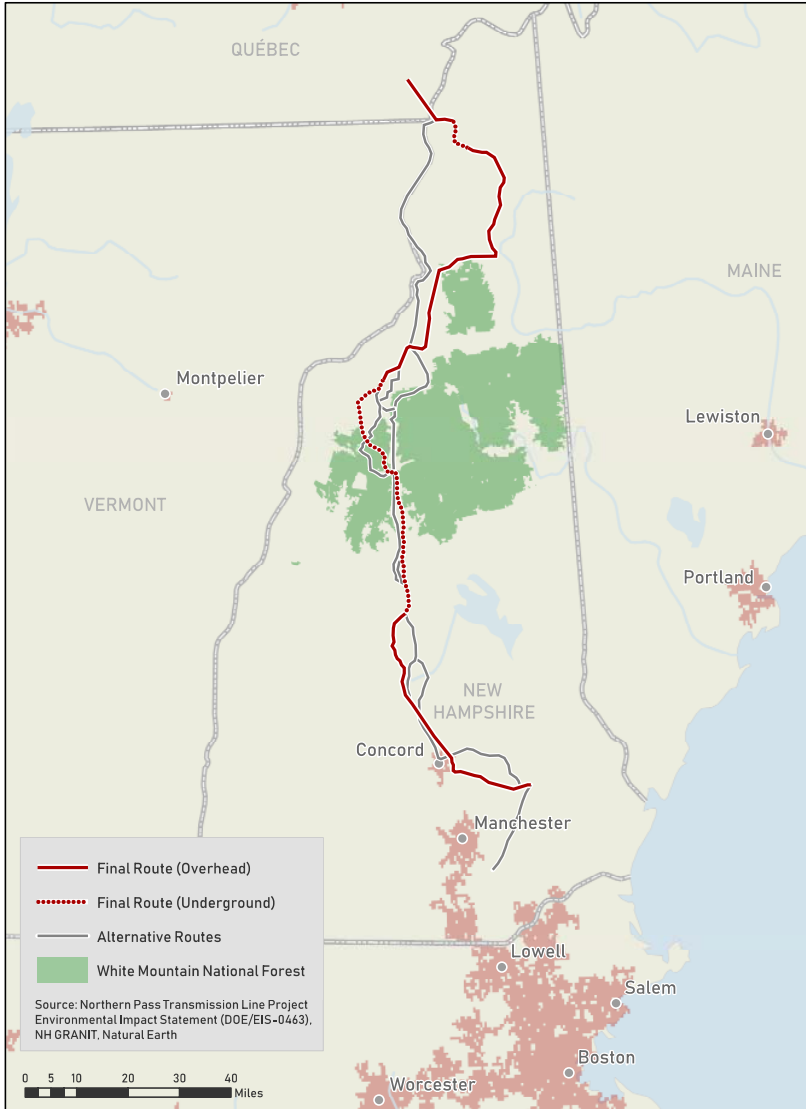 QUÉBEC
MAINE
Montpelier
Lewiston
VERMONT
Portland
NEW
HAMPSHIRE
Concord
Manchester
Final Route (Overhead)
Final Route (Underground)
Alternative Routes
White Mountain National Forest
Source: Northern Pass Transmission Line Project
Environmental Impact Statement (DOE/EIS-0463),
NH GRANIT, Natural Earth
Lowell
Salem
Boston
Worcester
0 5 10 20 30 40
Miles